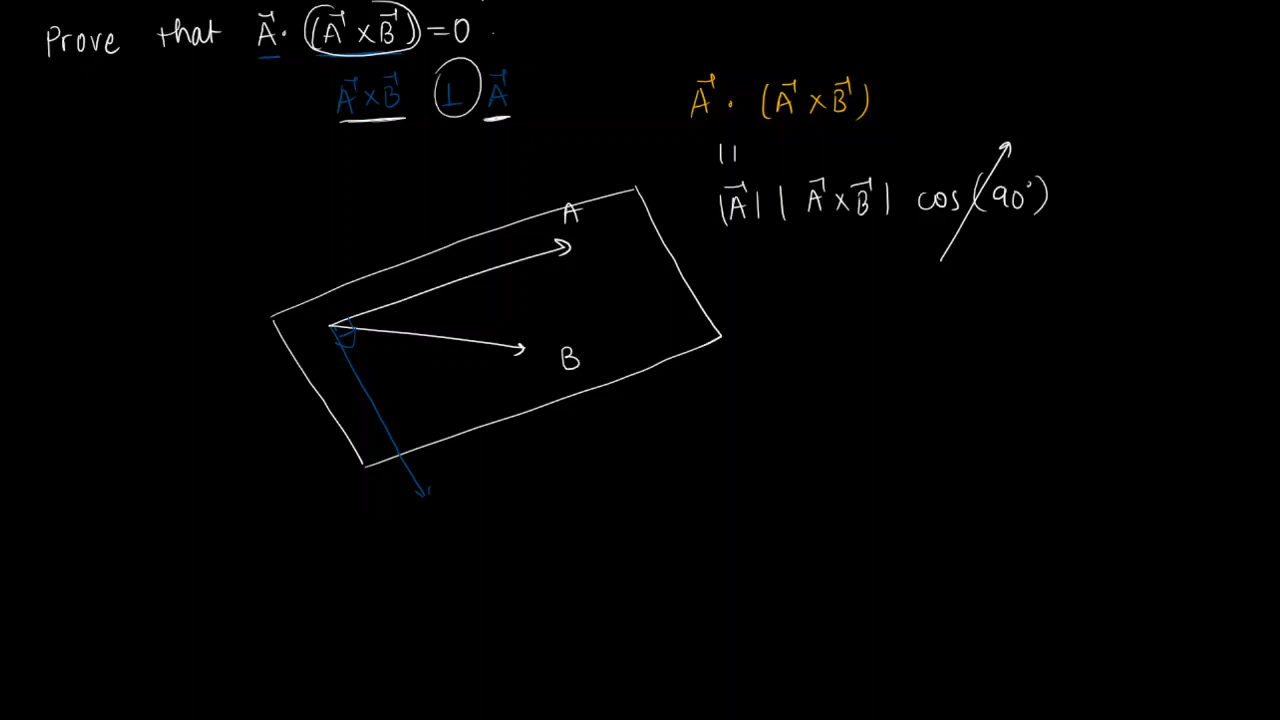 Prove that A⃗ · (A⃗ × B⃗) = 0
A⃗ × B⃗ ⊥ A⃗
A⃗ · (A⃗ × B⃗)
||
|A⃗| | A⃗ × B⃗ | cos (90°)
A
B